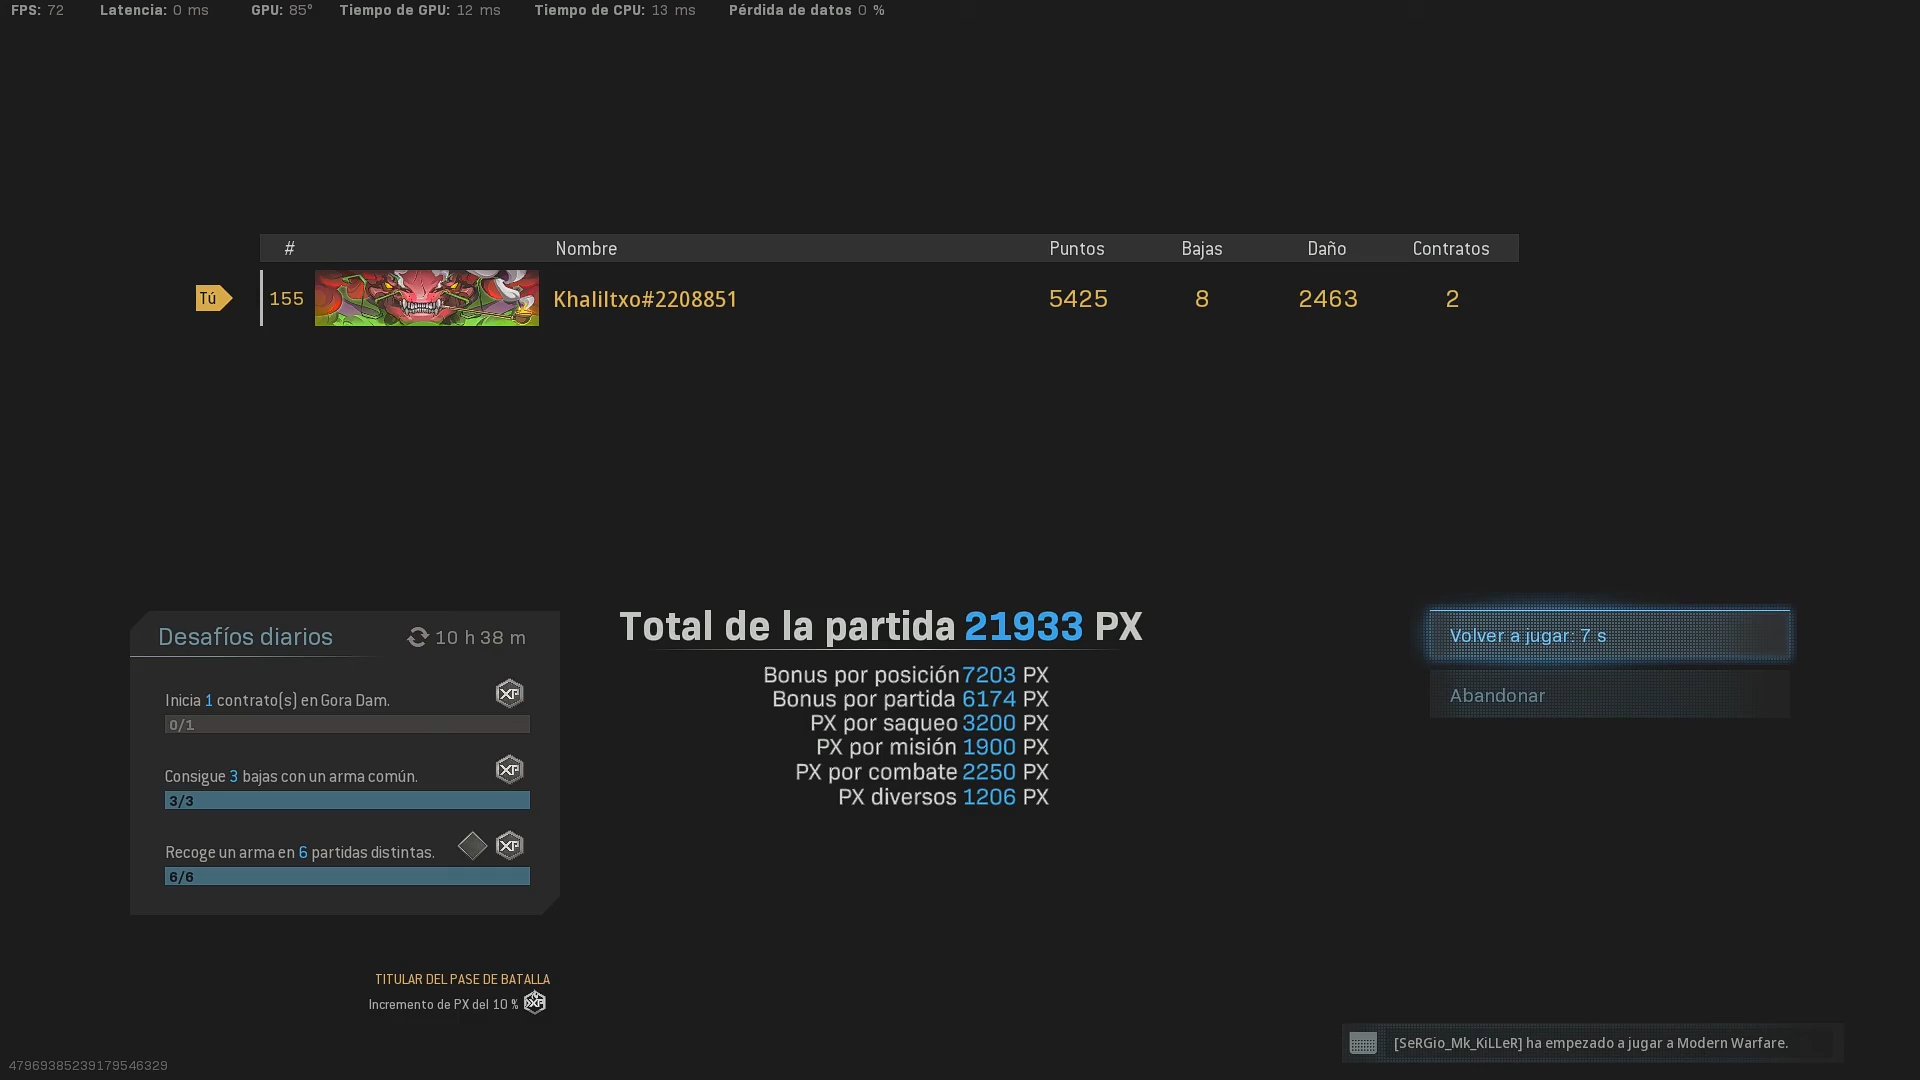 FPS: 72 Latencia: 0 ms GPU: 85° Tiempo de GPU: 12 ms Tiempo de CPU: 13 ms Pérdida de datos 0 %
# Nombre Puntos Bajas Daño Contratos
Tú 155 Khaliltxo#2208851 5425 8 2463 2
Desafíos diarios 10 h 38 m
Inicia 1 contrato(s) en Gora Dam.
XP
0/1
Consigue 3 bajas con un arma común.
XP
3/3
Recoge un arma en 6 partidas distintas.
XP
6/6
TITULAR DEL PASE DE BATALLA
Incremento de PX del 10 %
Total de la partida 21933 PX
Bonus por posición 7203 PX
Bonus por partida 6174 PX
PX por saqueo 3200 PX
PX por misión 1900 PX
PX por combate 2250 PX
PX diversos 1206 PX
Volver a jugar: 7 s
Abandonar
[SeRGio_Mk_KiLLeR] ha empezado a jugar a Modern Warfare.
47969385239179546329